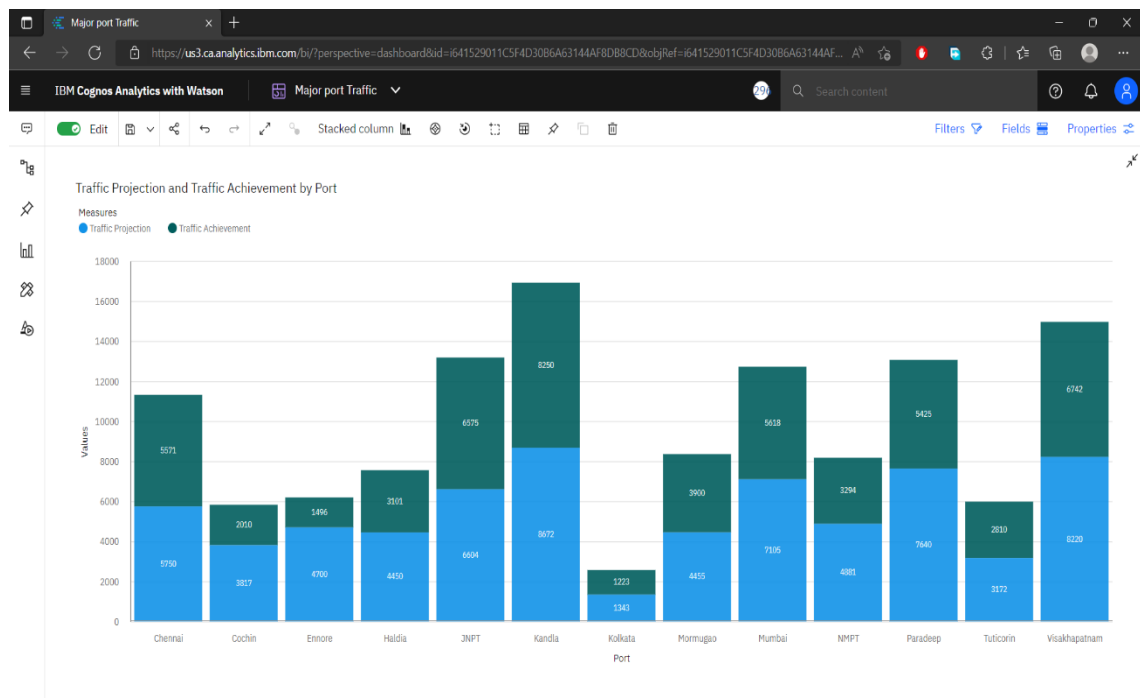 Major port Traffic
https://us3.ca.analytics.ibm.com/bi/?perspective=dashboard&id=i641529011C5F4D30B6A63144AF8DB8CD&objRef=i641529011C5F4D30B6A63144AF...
IBM Cognos Analytics with Watson
Major port Traffic
Search content
Edit
Stacked column
Filters
Fields
Properties
Traffic Projection and Traffic Achievement by Port
Measures
Traffic Projection
Traffic Achievement
18000
16000
14000
12000
10000
8000
6000
4000
2000
0
Values
5571
5750
2010
3817
1496
4700
3101
4450
6575
6604
8250
8672
1223
1343
3900
4455
5618
7105
3294
4881
5425
7640
2810
3172
6742
8220
Chennai
Cochin
Ennore
Haldia
JNPT
Kandla
Kolkata
Mormugao
Mumbai
NMPT
Paradeep
Tuticorin
Visakhapatnam
Port